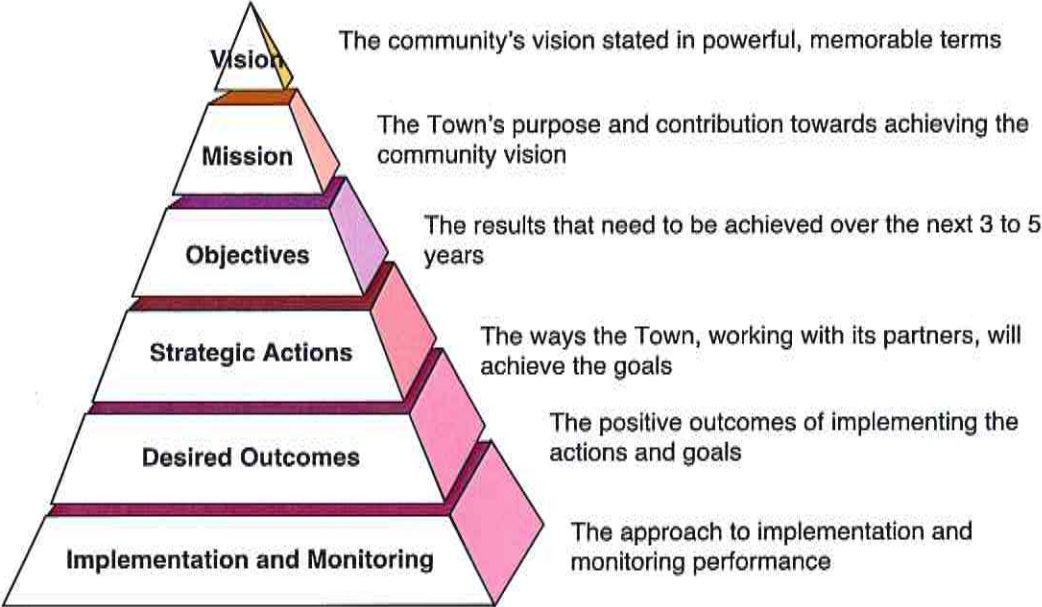 Vision
The community's vision stated in powerful, memorable terms
Mission
The Town's purpose and contribution towards achieving the
community vision
Objectives
The results that need to be achieved over the next 3 to 5
years
Strategic Actions
The ways the Town, working with its partners, will
achieve the goals
Desired Outcomes
The positive outcomes of implementing the
actions and goals
Implementation and Monitoring
The approach to implementation and
monitoring performance